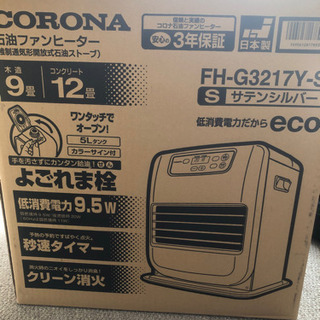 CORONA
石油ファンヒーター
(強制通気形開放式石油ストーブ)
信頼と実績の
コロナ石油ファンヒーター
安心の3年保証
日本製
木造
9畳
コンクリート
12畳
FH-G3217Y-S
S サテンシルバー
低消費電力だからeco
ワンタッチで
オープン!
5Lタンク
カラーサイン付
手を汚さずにカンタン給油!
よごれま栓
低消費電力9.5W
秒速タイマー
クリーン消火